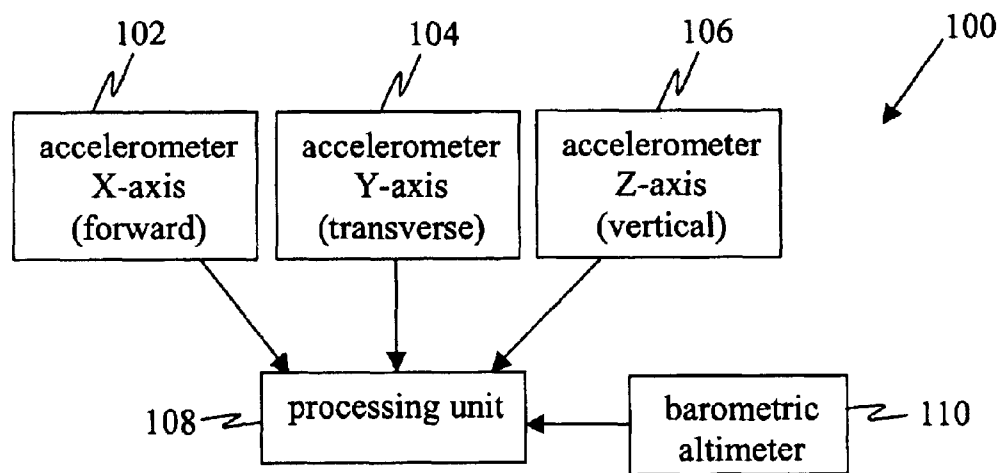 102
104
106
100
accelerometer
X-axis
(forward)
accelerometer
Y-axis
(transverse)
accelerometer
Z-axis
(vertical)
108
processing unit
barometric
altimeter
110